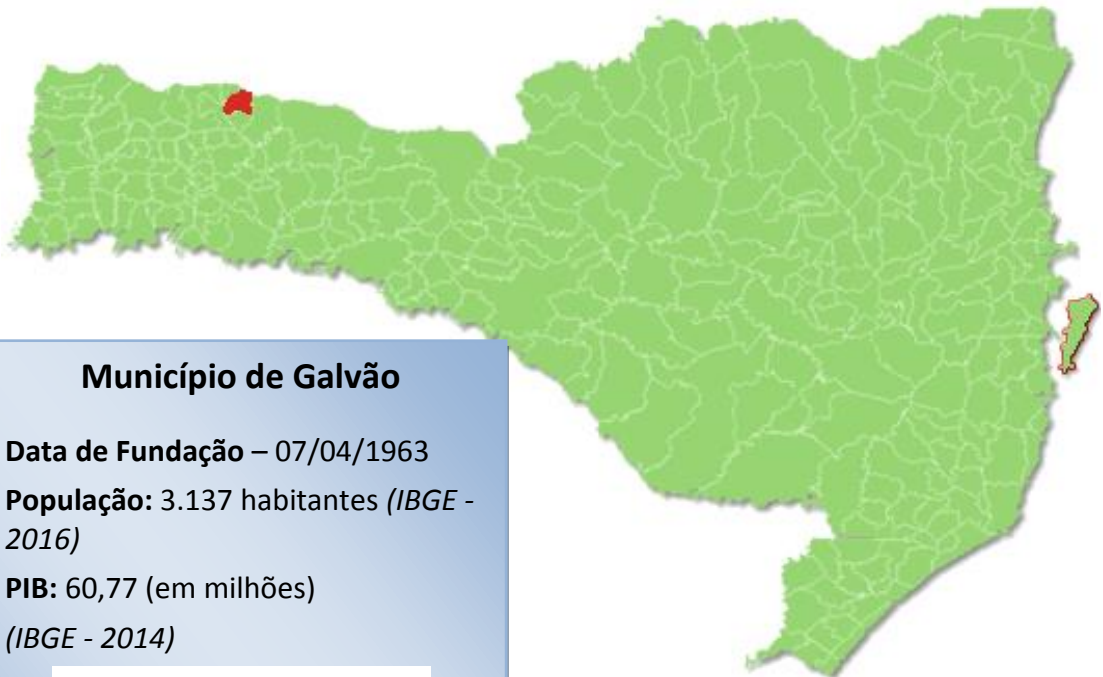 Município de Galvão
Data de Fundação – 07/04/1963
População: 3.137 habitantes (IBGE -
2016)
PIB: 60,77 (em milhões)
(IBGE - 2014)